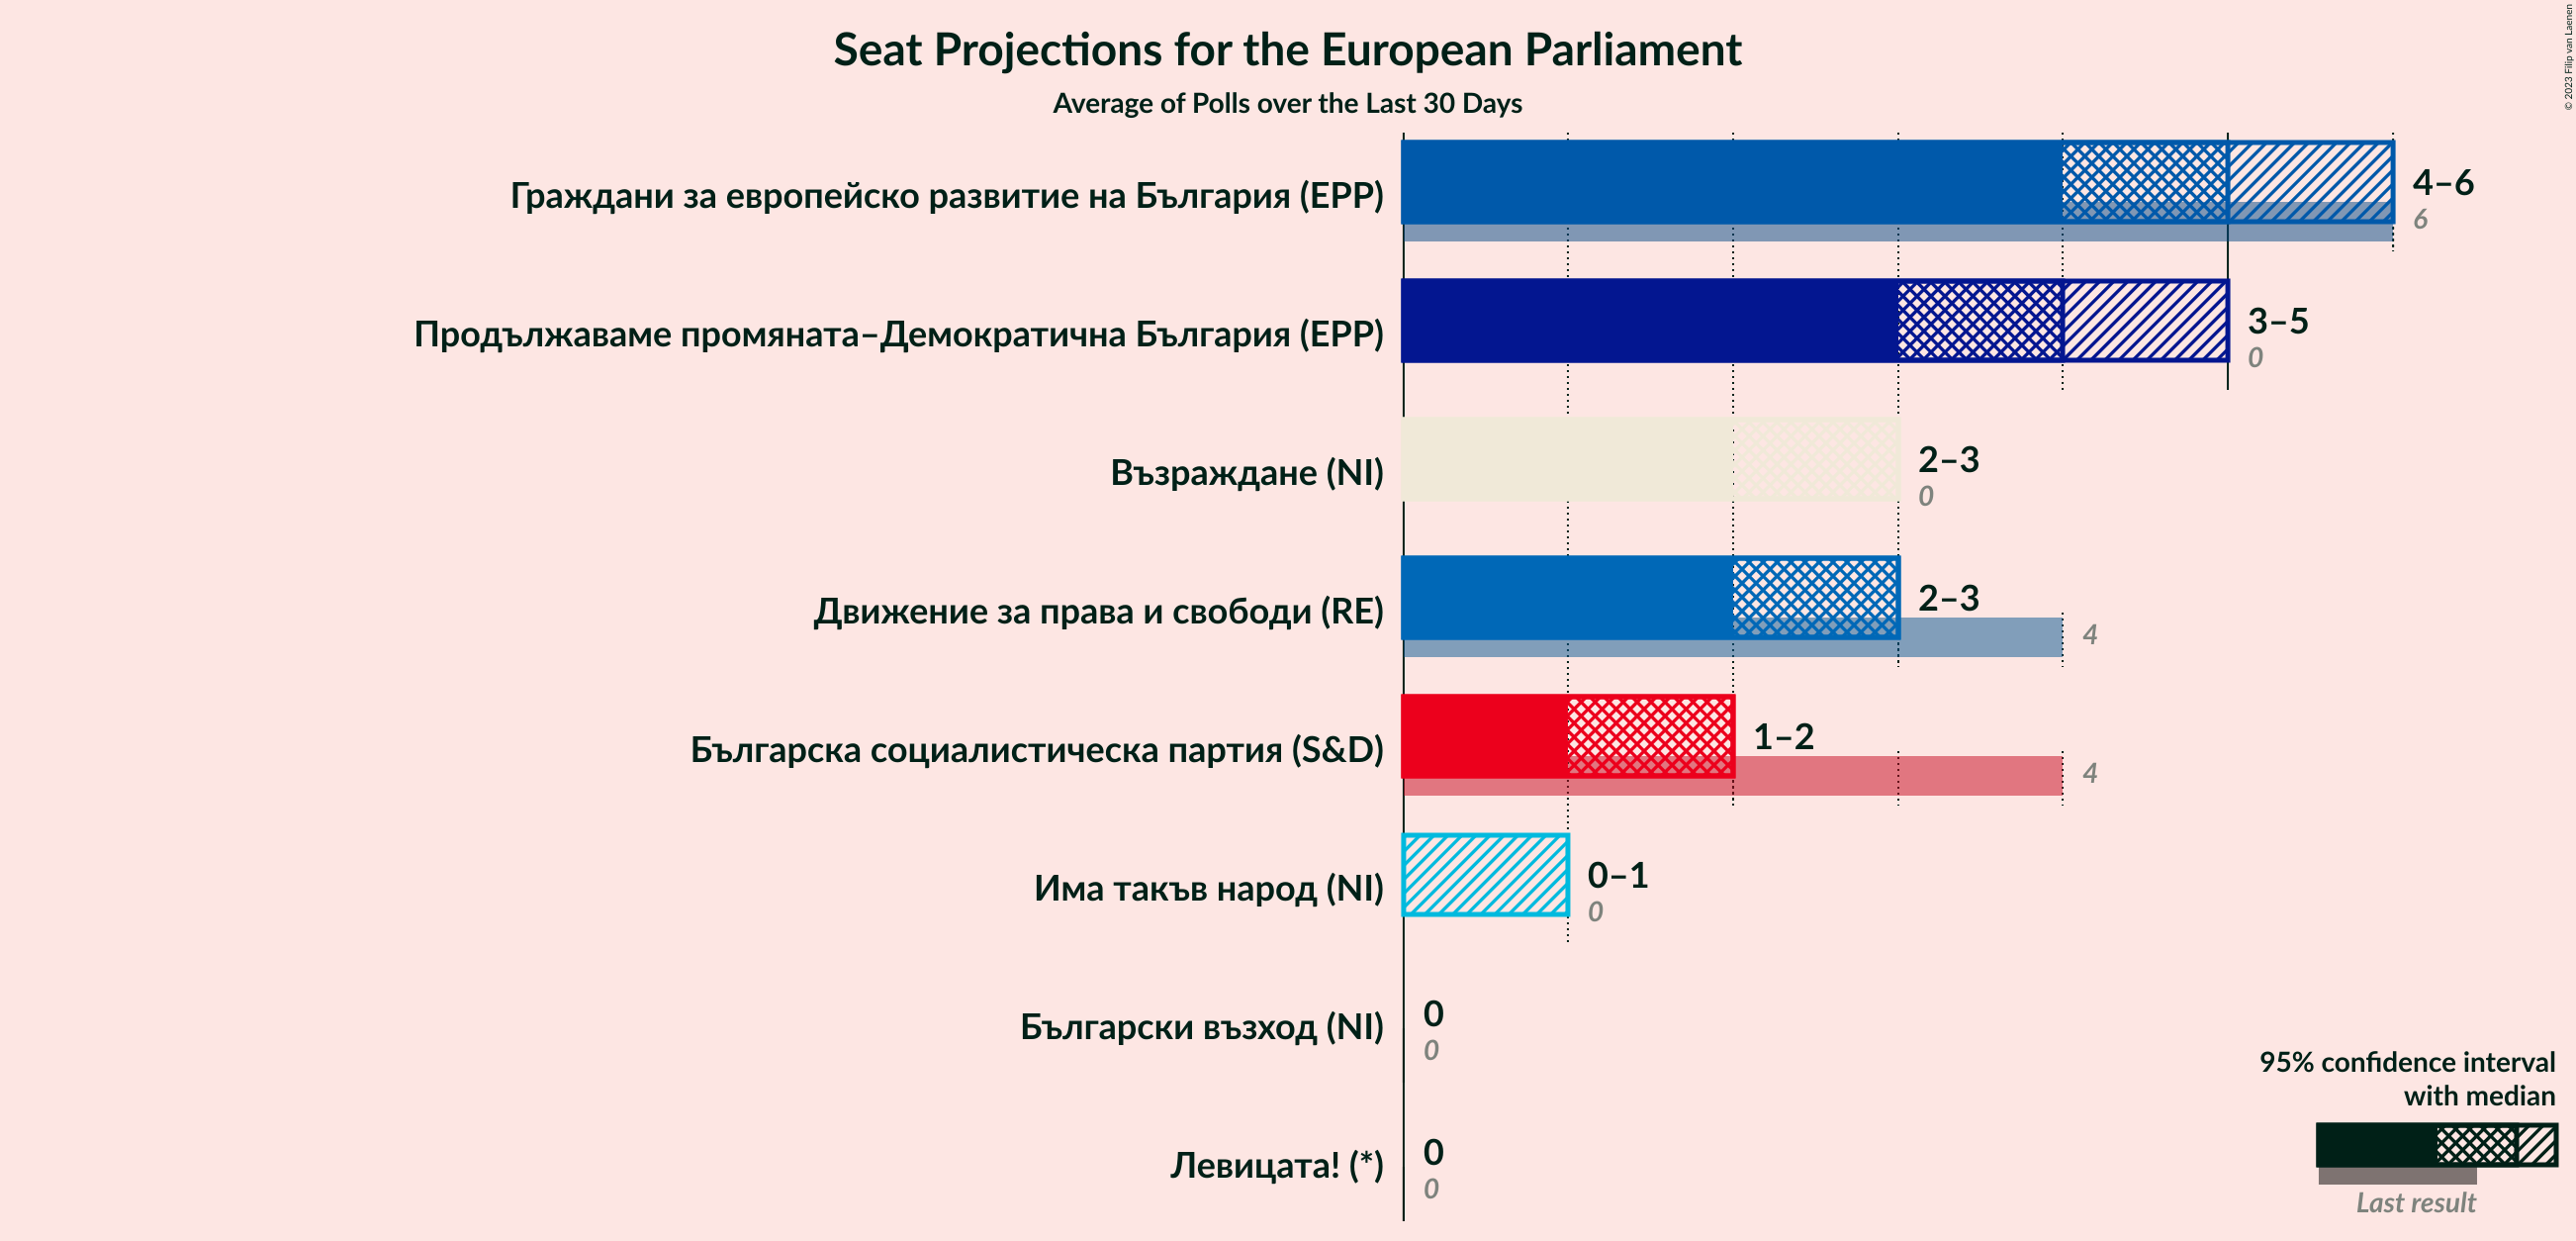 Seat Projections for the European Parliament
Average of Polls over the Last 30 Days
© 2023 Filip van Laenen
Граждани за европейско развитие на България (EPP)
4–6
6
Продължаваме промяната–Демократична България (EPP)
3–5
0
Възраждане (NI)
2–3
0
Движение за права и свободи (RE)
2–3
4
Българска социалистическа партия (S&D)
1–2
4
Има такъв народ (NI)
0–1
0
Български възход (NI)
0
0
Левицата! (*)
0
0
95% confidence interval
with median
Last result